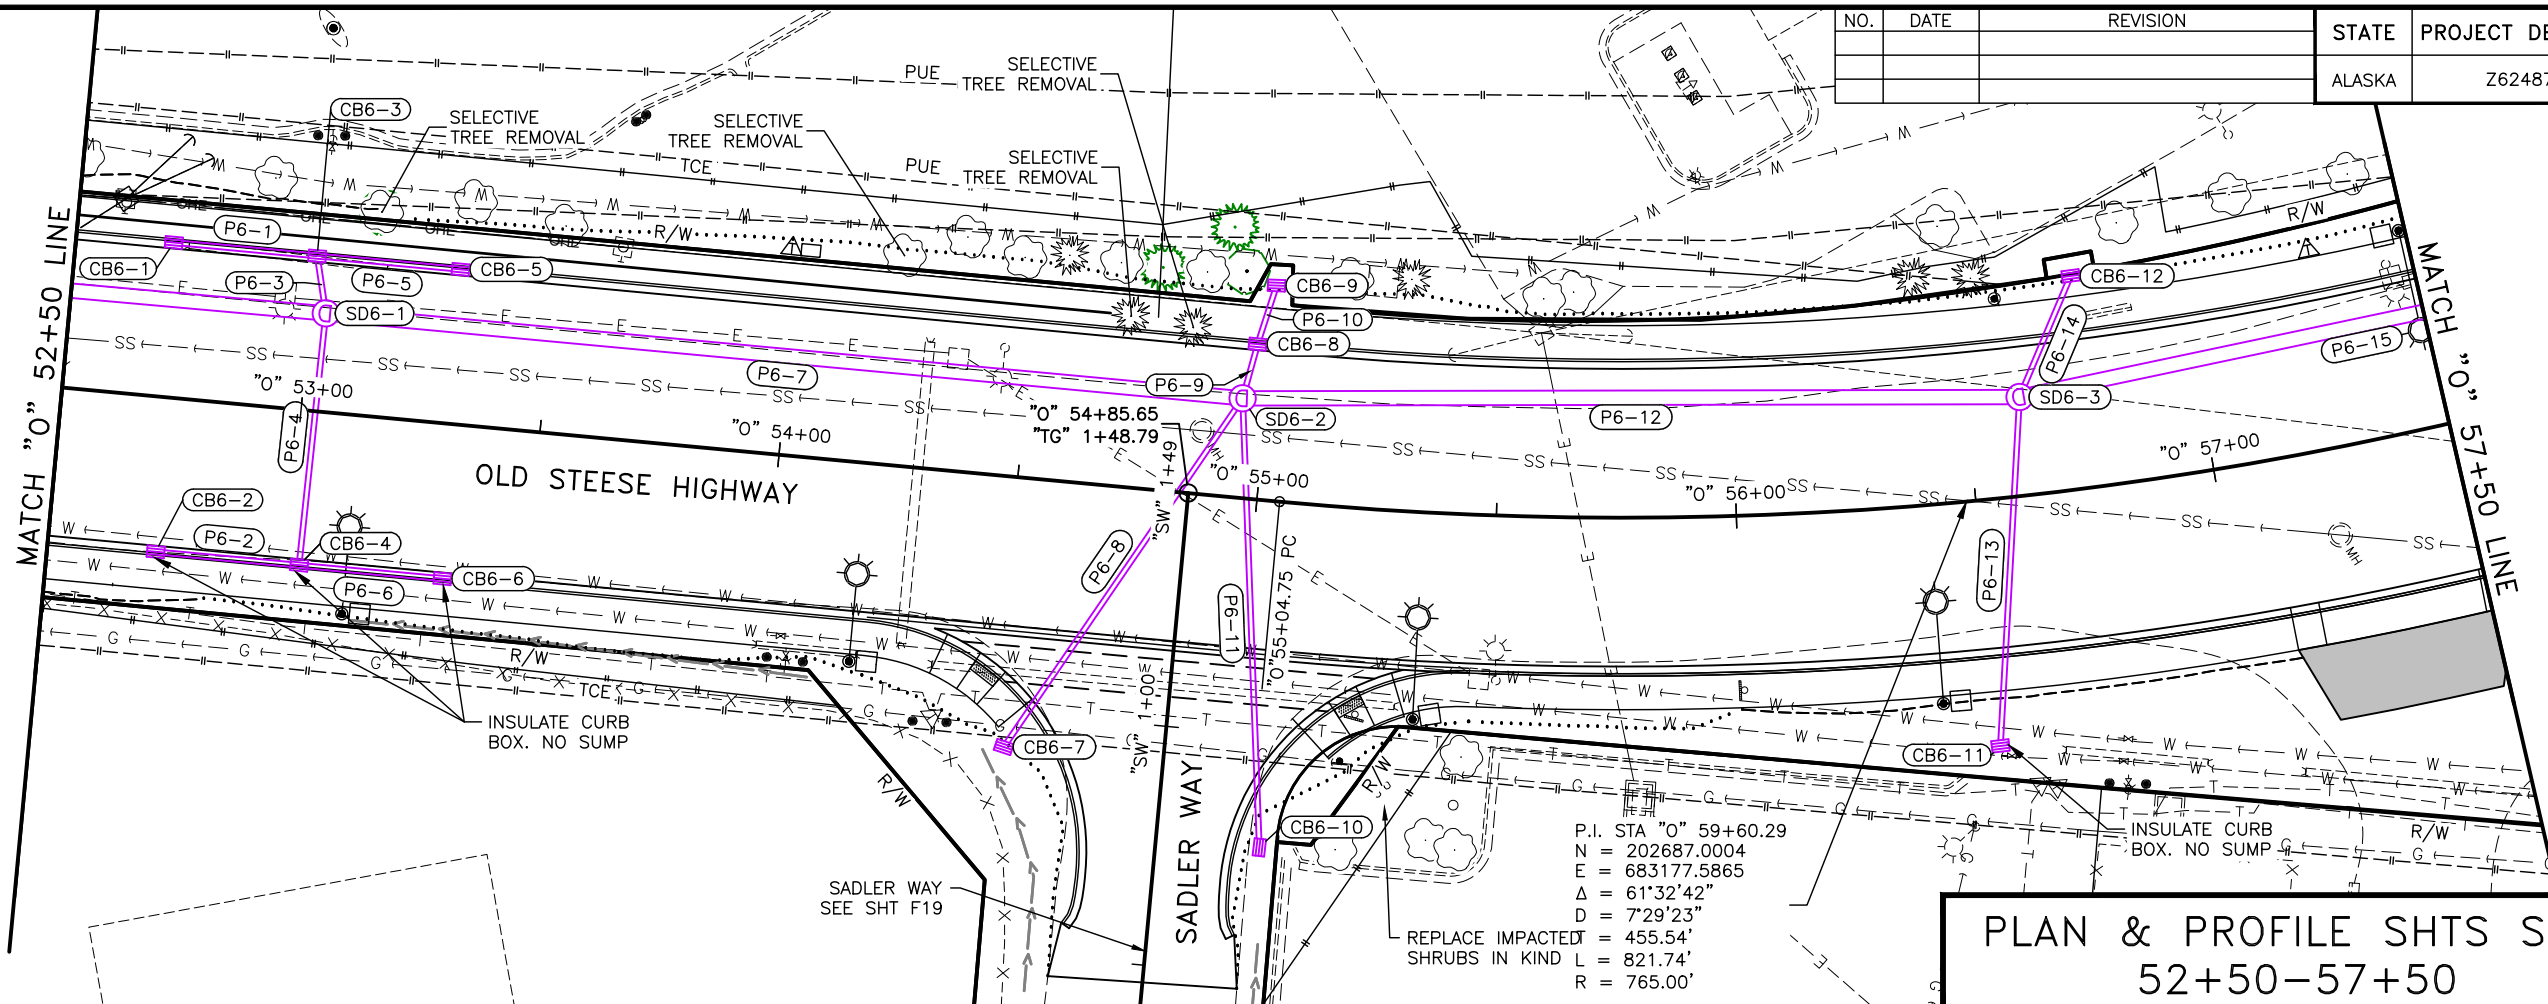 NO. DATE REVISION
STATE PROJECT DE
ALASKA Z62487
PUE
SELECTIVE
TREE REMOVAL
CB6-3
SELECTIVE
TREE REMOVAL
SELECTIVE
TREE REMOVAL
TCE
PUE
SELECTIVE
TREE REMOVAL
OHE OHE OHE OHE
R/W
R/W
P6-1
CB6-1
P6-3
P6-5
CB6-5
SD6-1
CB6-9
P6-10
CB6-8
CB6-12
P6-14
P6-15
P6-7
P6-9
SD6-2
P6-12
SD6-3
MATCH "O" 52+50 LINE
MATCH "O" 57+50 LINE
"O" 53+00
P6-4
"O" 54+00
"O" 54+85.65
"TG" 1+48.79
"SW" 1+49
"O" 55+00
"O" 56+00
"O" 57+00
MH
MH
OLD STEESE HIGHWAY
CB6-2
P6-2
CB6-4
P6-6
CB6-6
P6-8
P6-11
"O"55+04.75 PC
P6-13
R/W
TCE
INSULATE CURB
BOX. NO SUMP
CB6-7
"SW" 1+00
R/W
R/W
CB6-11
CB6-10
SADLER WAY
SADLER WAY
SEE SHT F19
P.I. STA "O" 59+60.29
N = 202687.0004
E = 683177.5865
Δ = 61°32'42"
D = 7°29'23"
T = 455.54'
L = 821.74'
R = 765.00'
REPLACE IMPACTED
SHRUBS IN KIND
INSULATE CURB
BOX. NO SUMP
R/W
PLAN & PROFILE SHTS S
52+50-57+50